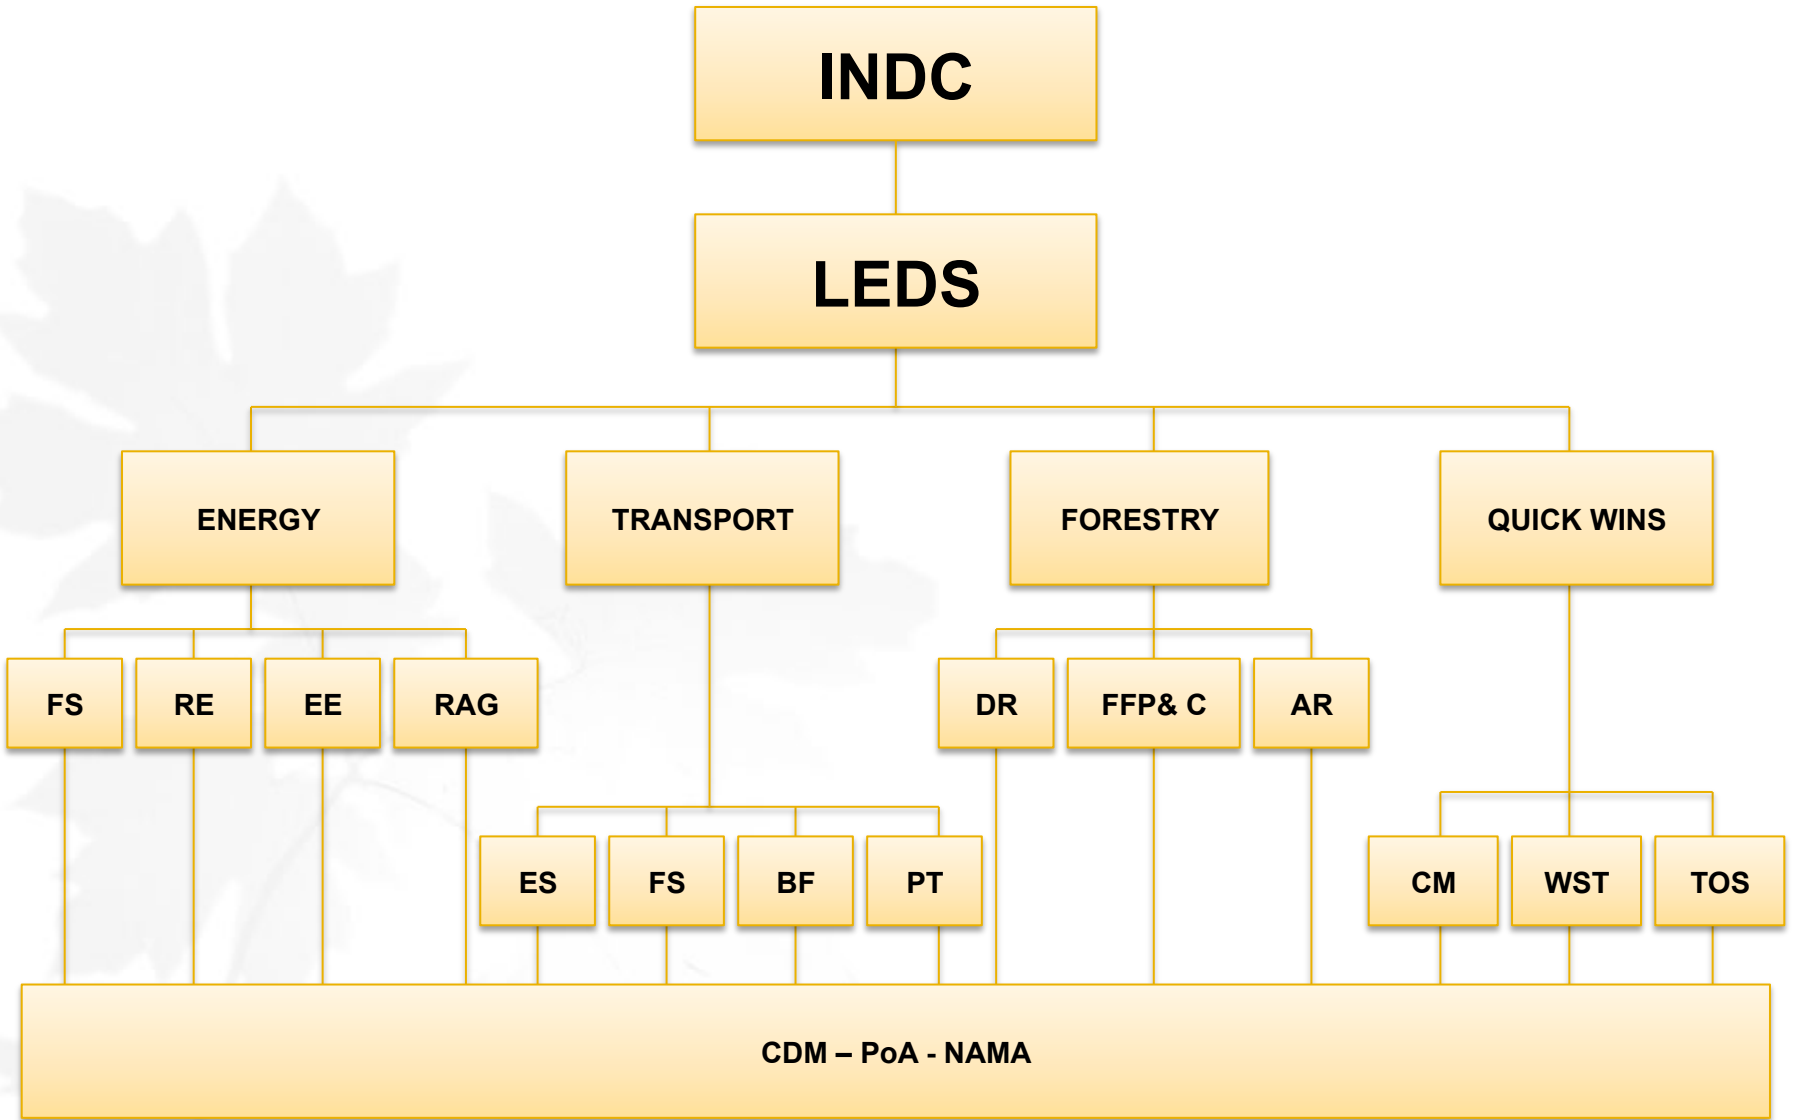 INDC
LEDS
ENERGY
TRANSPORT
FORESTRY
QUICK WINS
FS
RE
EE
RAG
DR
FFP& C
AR
ES
FS
BF
PT
CM
WST
TOS
CDM – PoA - NAMA